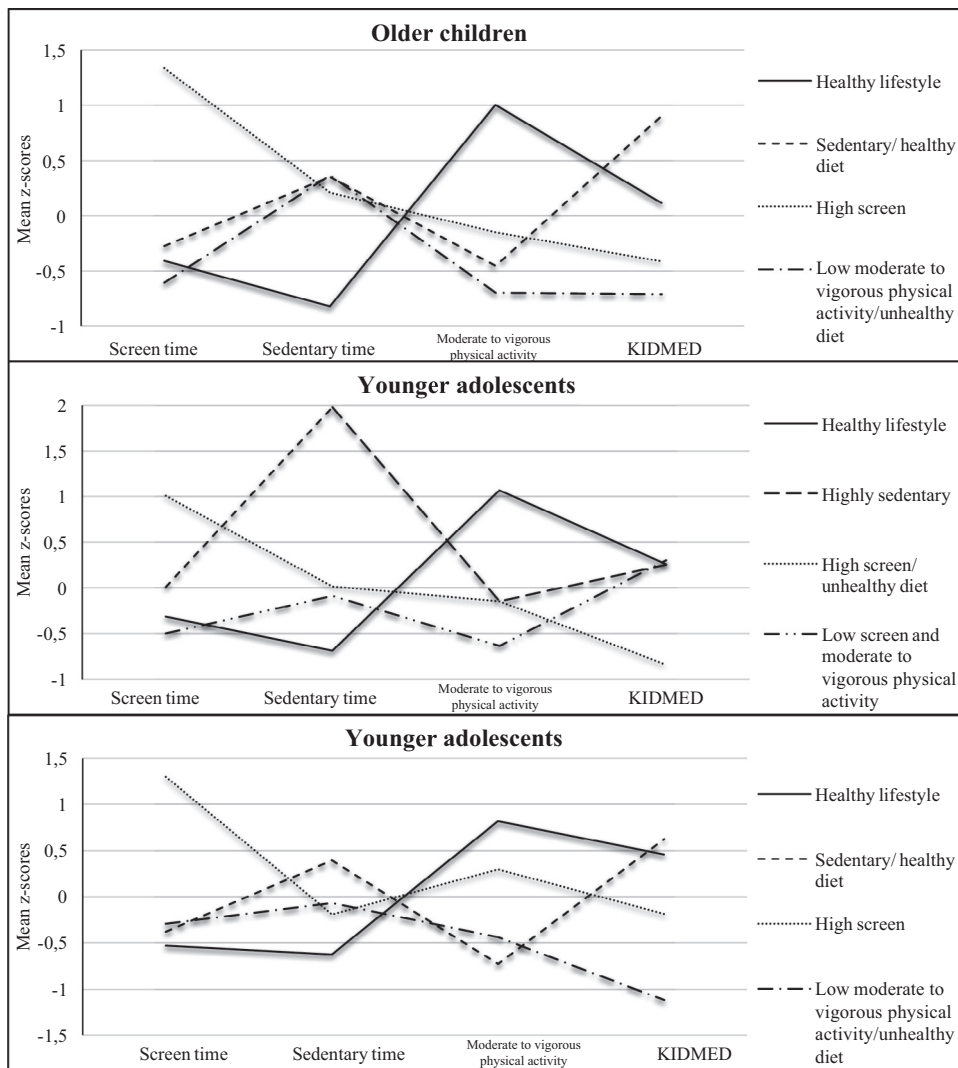 Older children
1,5
1
0,5
0
-0,5
-1
Mean z-scores
Screen time
Sedentary time
Moderate to vigorous
physical activity
KIDMED
Healthy lifestyle
Sedentary/ healthy
diet
High screen
Low moderate to
vigorous physical
activity/unhealthy
diet
Younger adolescents
2
1,5
1
0,5
0
-0,5
-1
Mean z-scores
Screen time
Sedentary time
Moderate to vigorous
physical activity
KIDMED
Healthy lifestyle
Highly sedentary
High screen/
unhealthy diet
Low screen and
moderate to
vigorous physical
activity
Younger adolescents
1,5
1
0,5
0
-0,5
-1
-1,5
Mean z-scores
Screen time
Sedentary time
Moderate to vigorous
physical activity
KIDMED
Healthy lifestyle
Sedentary/ healthy
diet
High screen
Low moderate to
vigorous physical
activity/unhealthy
diet